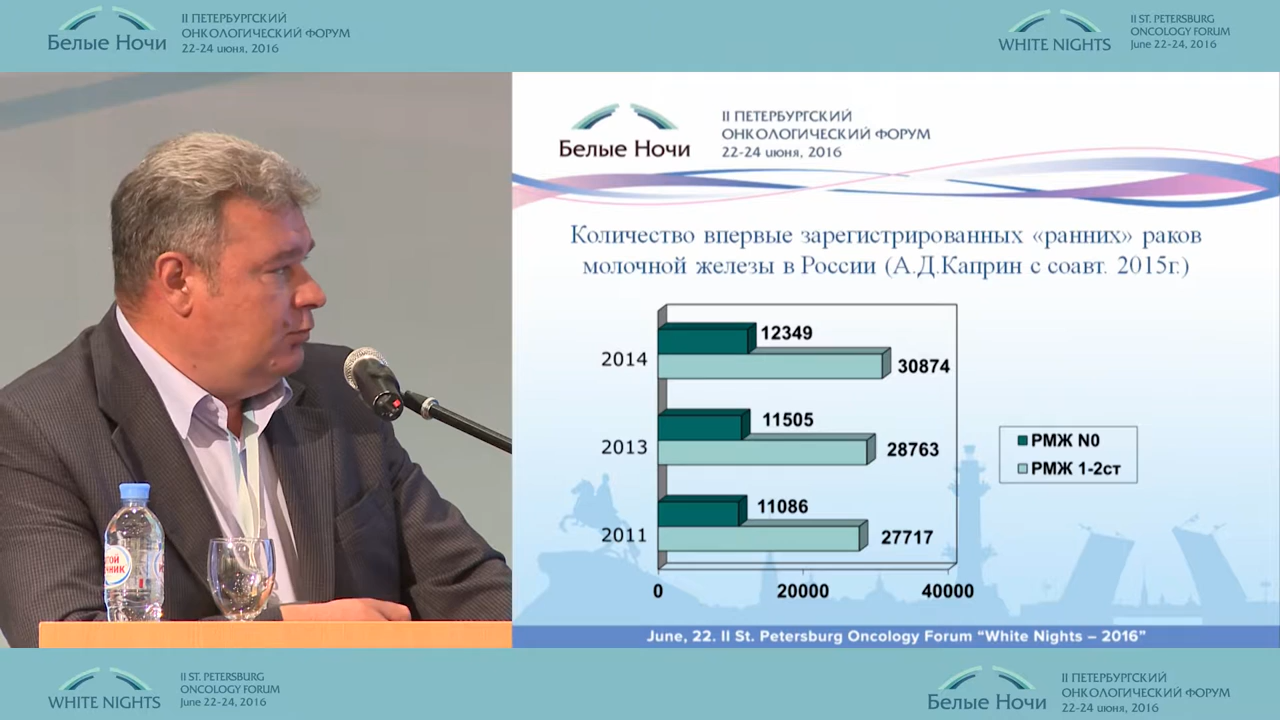 Белые Ночи
II ПЕТЕРБУРГСКИЙ
ОНКОЛОГИЧЕСКИЙ ФОРУМ
22-24 июня, 2016
WHITE NIGHTS
II ST. PETERSBURG
ONCOLOGY FORUM
June 22-24, 2016
Белые Ночи
II ПЕТЕРБУРГСКИЙ
ОНКОЛОГИЧЕСКИЙ ФОРУМ
22-24 июня, 2016
Количество впервые зарегистрированных «ранних» раков
молочной железы в России (А.Д.Каприн с соавт. 2015г.)
2014
12349
30874
2013
11505
28763
2011
11086
27717
0
20000
40000
РМЖ N0
РМЖ 1-2ст
June, 22. II St. Petersburg Oncology Forum “White Nights – 2016”
WHITE NIGHTS
II ST. PETERSBURG
ONCOLOGY FORUM
June 22-24, 2016
Белые Ночи
II ПЕТЕРБУРГСКИЙ
ОНКОЛОГИЧЕСКИЙ ФОРУМ
22-24 июня, 2016